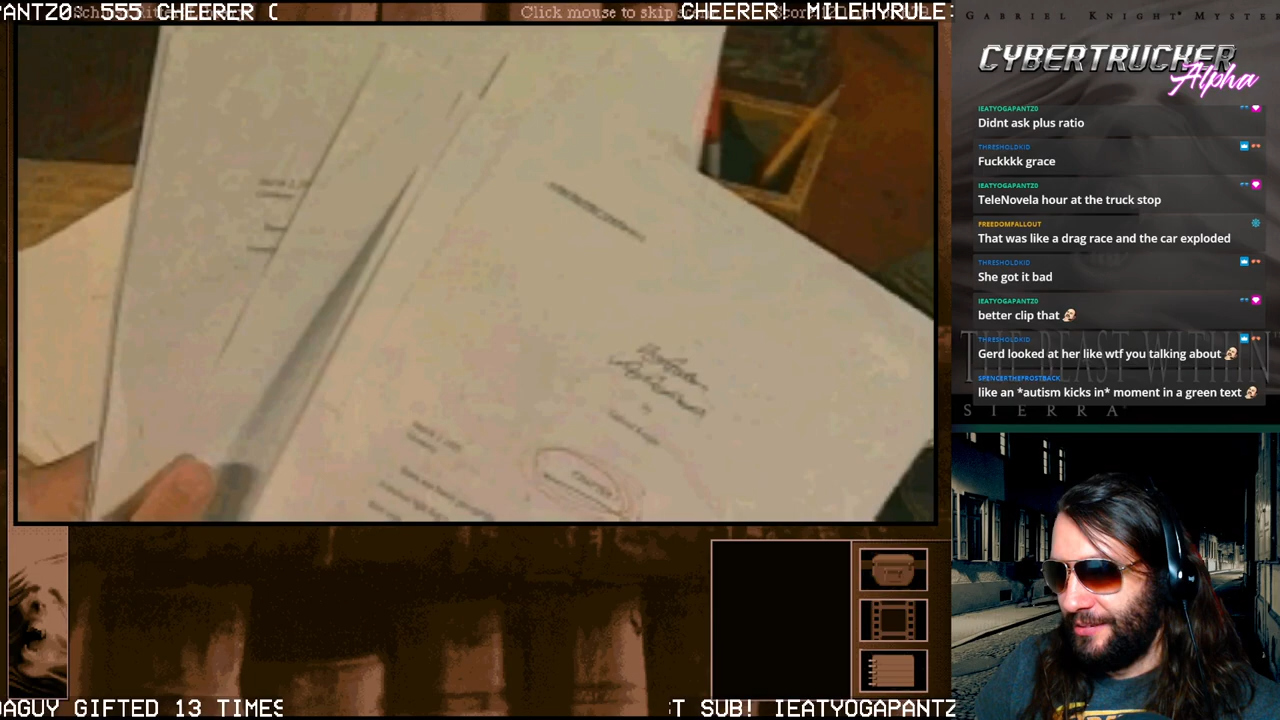 ANTZ0: 555 CHEERER C
Click mouse to skip
CHEERER! MILEHYRULE:
GABRIEL KNIGHT® MYSTER
CYBERTRUCKER
Alpha
IEATYOGAPANTZ0
Didnt ask plus ratio
THRESHOLDKID
Fuckkkk grace
IEATYOGAPANTZ0
TeleNovela hour at the truck stop
FREEDOMFALLOUT
That was like a drag race and the car exploded
THRESHOLDKID
She got it bad
IEATYOGAPANTZ0
better clip that
THRESHOLDKID
Gerd looked at her like wtf you talking about
SPENCERTHEFROSTBACK
like an *autism kicks in* moment in a green text
THE BEAST WITHIN
SIERRA
AGUY GIFTED 13 TIMES
T SUB! IEATYOGAPANTZ